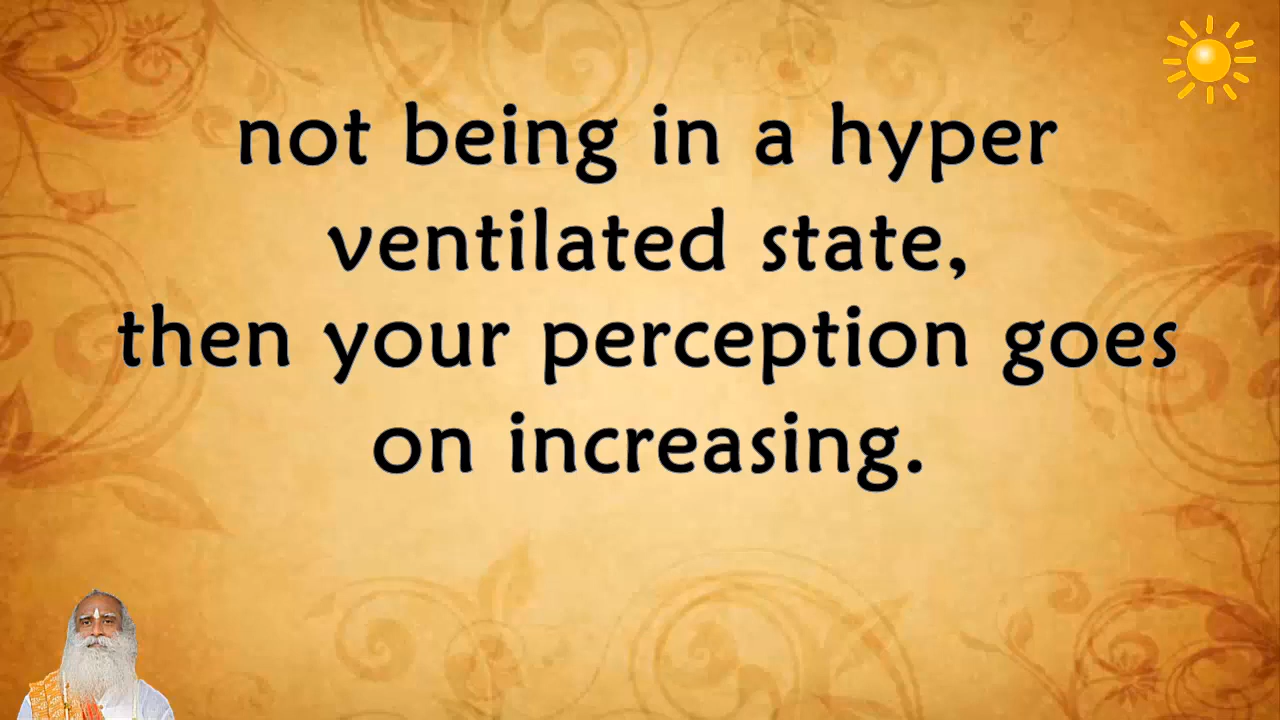 not being in a hyper
ventilated state,
then your perception goes
on increasing.